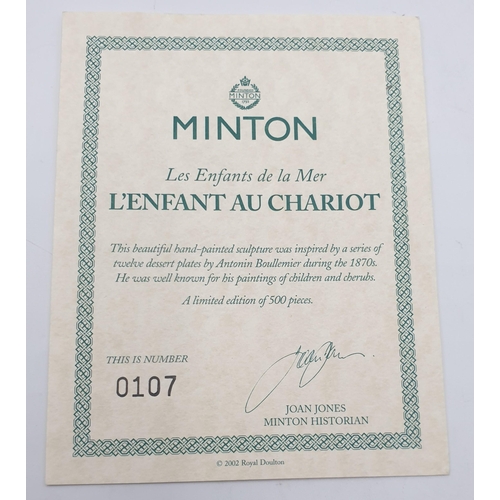 MINTON
MINTON
Les Enfants de la Mer
L'ENFANT AU CHARIOT
This beautiful hand-painted sculpture was inspired by a series of
twelve dessert plates by Antonin Boullemier during the 1870s.
He was well known for his paintings of children and cherubs.
A limited edition of 500 pieces.
THIS IS NUMBER
0107
JOAN JONES
MINTON HISTORIAN
© 2002 Royal Doulton